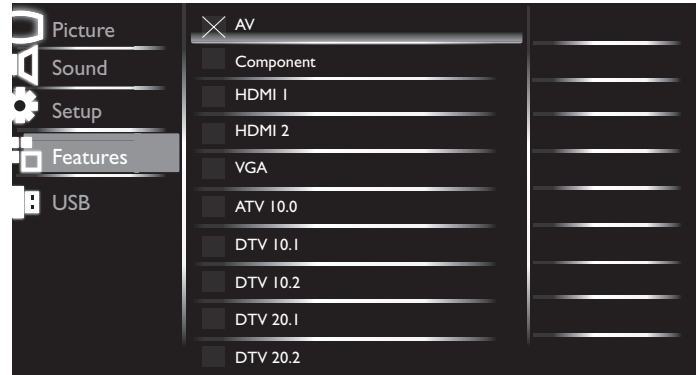 Picture
Sound
Setup
Features
USB
AV
Component
HDMI 1
HDMI 2
VGA
ATV 10.0
DTV 10.1
DTV 10.2
DTV 20.1
DTV 20.2